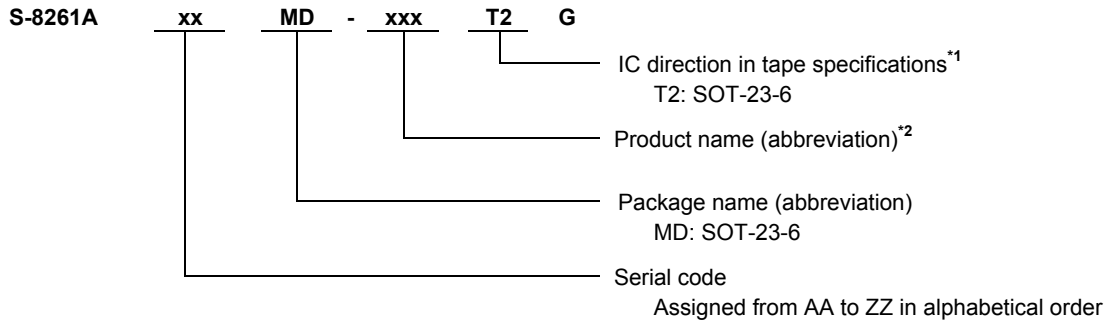 S-8261A xx MD - xxx T2 G
IC direction in tape specifications*1
T2: SOT-23-6
Product name (abbreviation)*2
Package name (abbreviation)
MD: SOT-23-6
Serial code
Assigned from AA to ZZ in alphabetical order